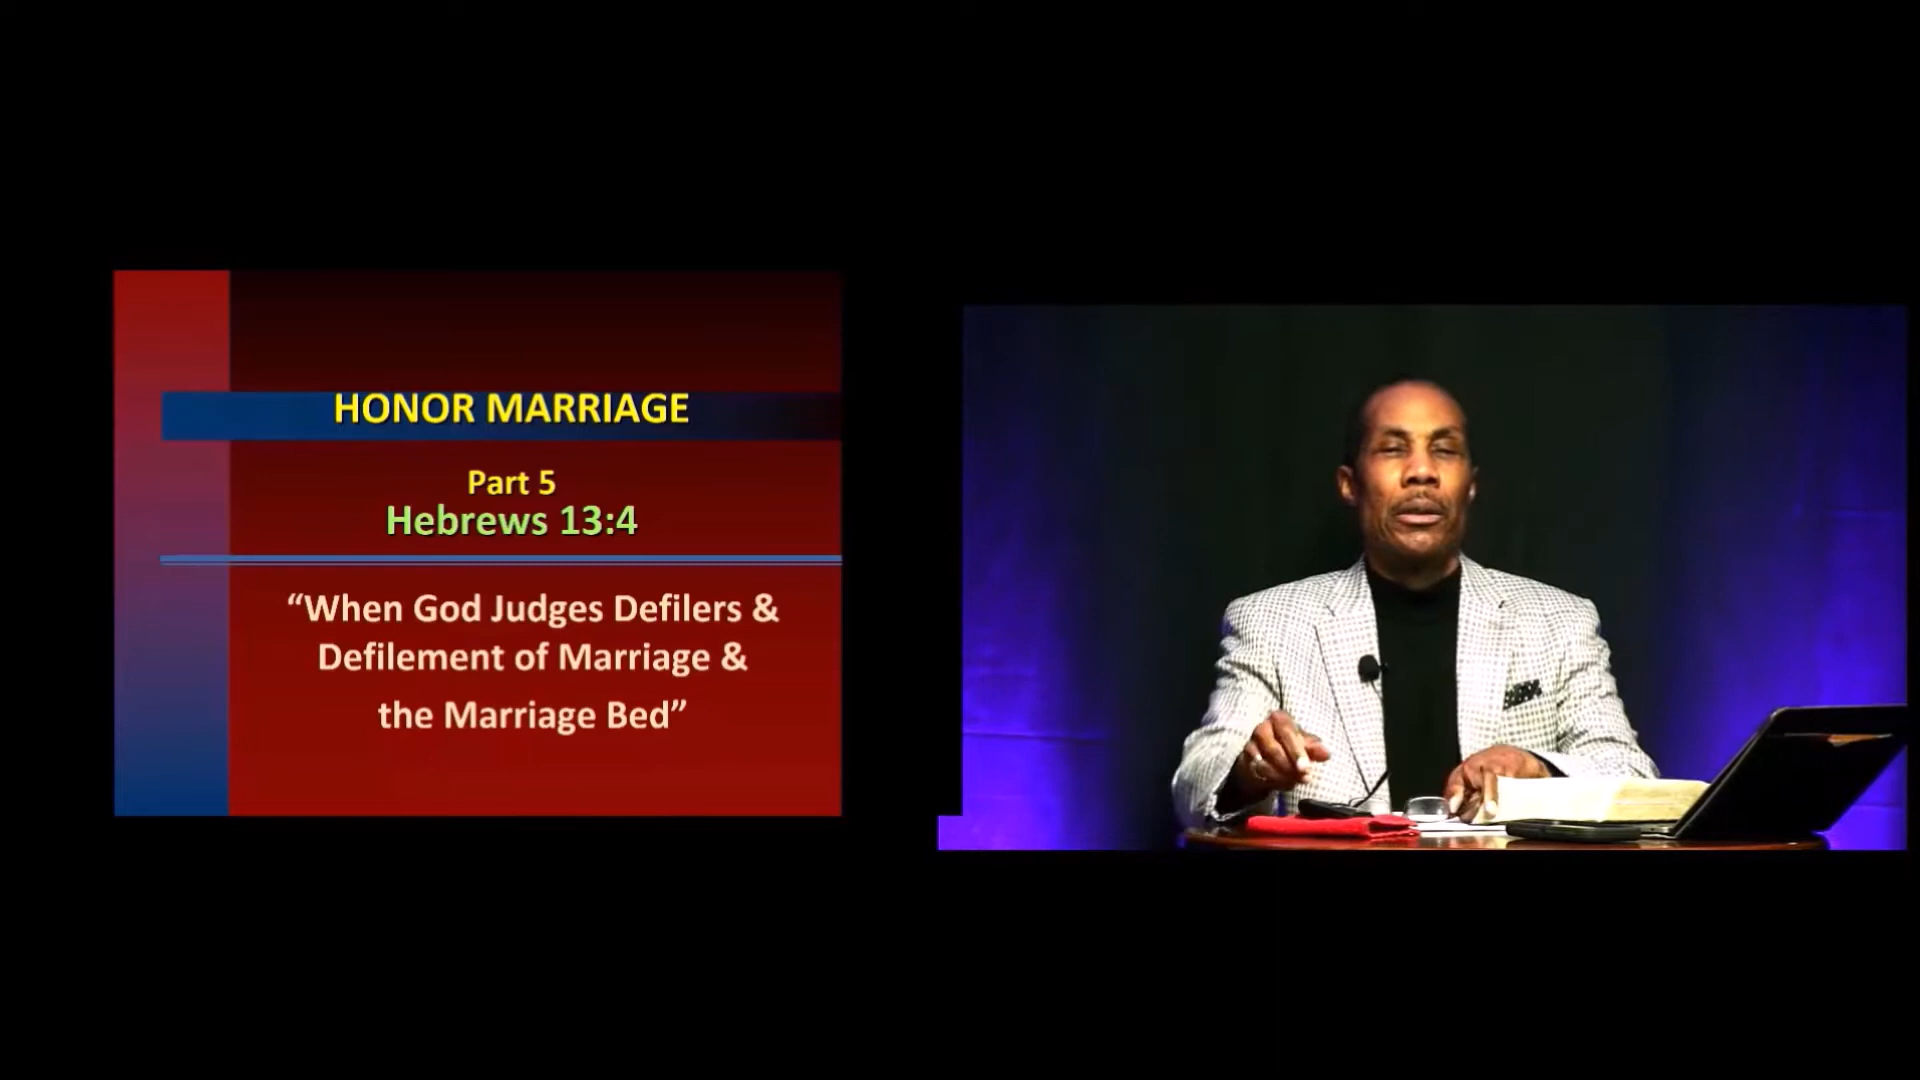 HONOR MARRIAGE
Part 5
Hebrews 13:4
“When God Judges Defilers &
Defilement of Marriage &
the Marriage Bed”